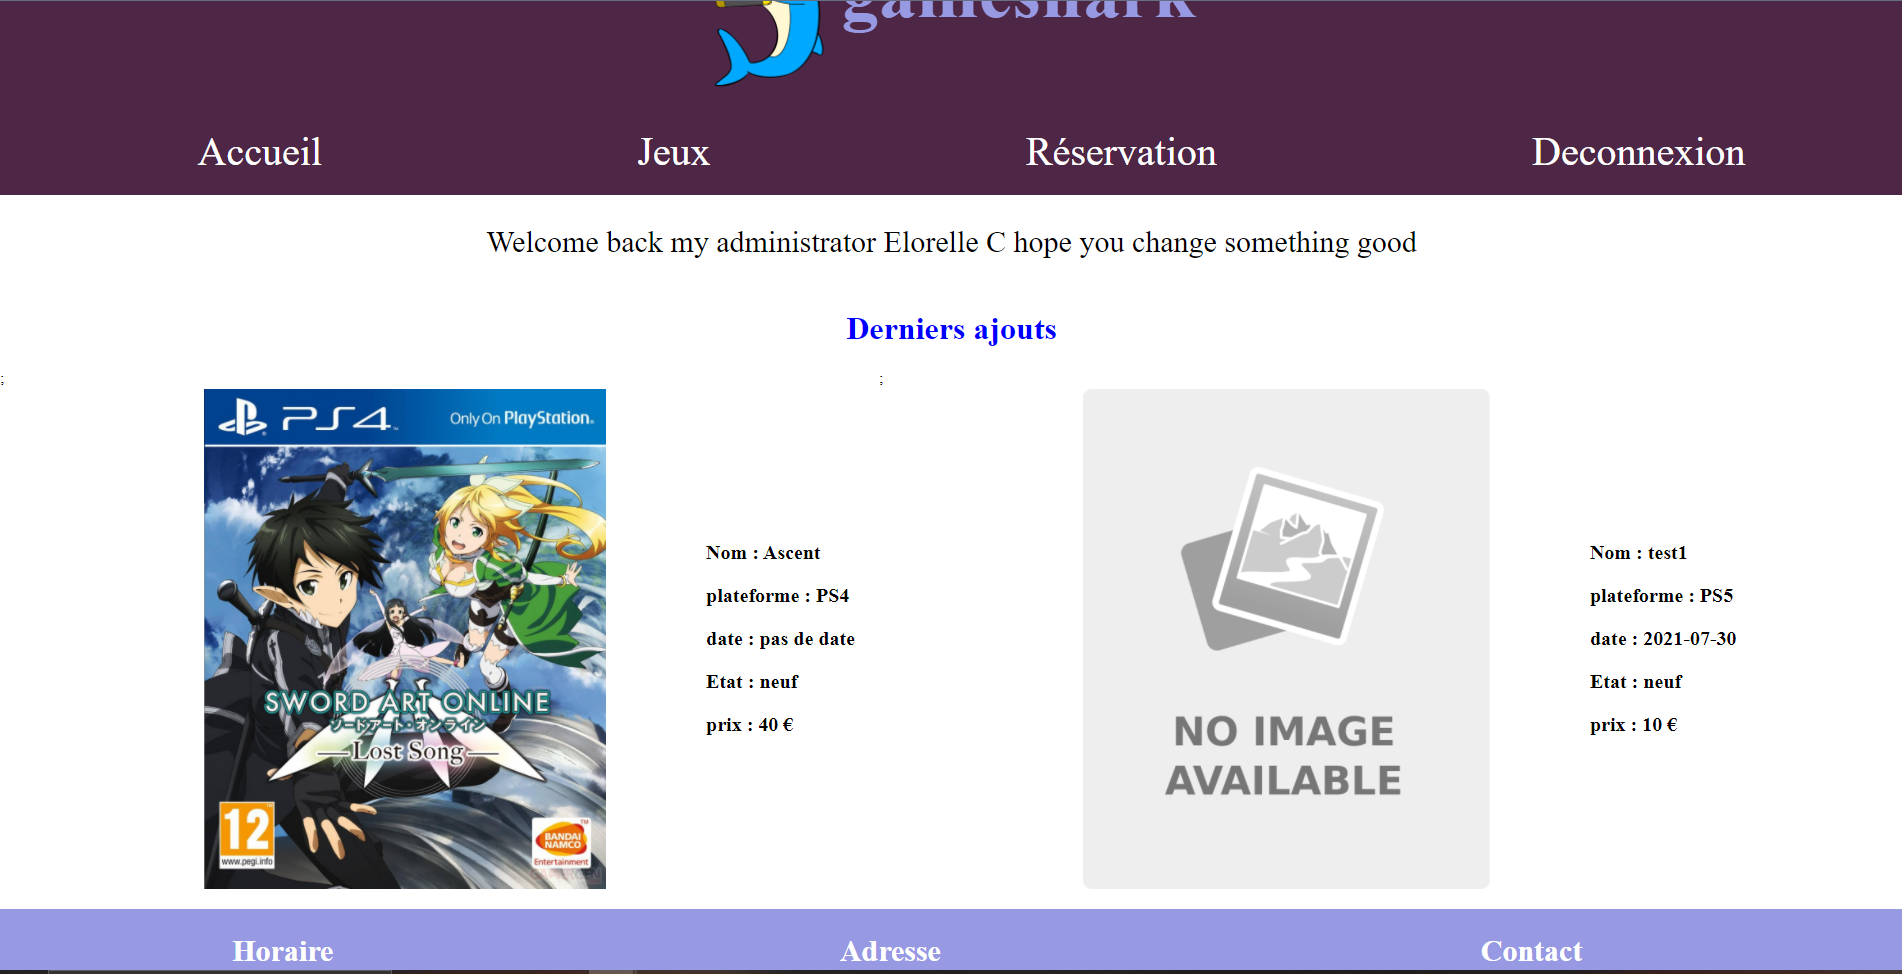 gameshark
Accueil Jeux Réservation Deconnexion
Welcome back my administrator Elorelle C hope you change something good
Derniers ajouts
; ;
PS4 Only On PlayStation
SWORD ART ONLINE
ソードアート・オンライン
Lost Song
12
www.pegi.info
BANDAI
NAMCO
Entertainment
Nom : Ascent
plateforme : PS4
date : pas de date
Etat : neuf
prix : 40 €
NO IMAGE
AVAILABLE
Nom : test1
plateforme : PS5
date : 2021-07-30
Etat : neuf
prix : 10 €
Horaire Adresse Contact